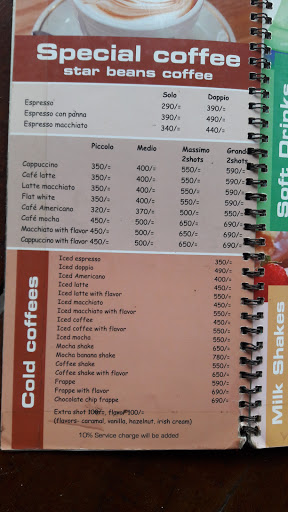 Special coffee
star beans coffee
Solo Doppio
Espresso 290/= 390/=
Espresso con panna 390/= 490/=
Espresso macchiato 340/= 440/=
Piccolo Medio Massimo Grande
2shots 2shots
Cappuccino 350/= 400/= 550/= 590/=
Café latte 350/= 400/= 550/= 590/=
Latte macchiato 350/= 400/= 550/= 590/=
Flat white 350/= 400/= 550/= 590/=
Café Americano 320/= 370/= 500/=
Café mocha 450/= 500/= 650/= 690/=
Macchiato with flavor 450/= 500/= 650/= 690/=
Cappuccino with flavor 450/= 500/= 650/= 690/=
Cold coffees
Iced espresso 350/=
Iced doppio 490/=
Iced Americano 400/=
Iced latte 450/=
Iced latte with flavor 550/=
Iced macchiato 450/=
Iced macchiato with flavor 550/=
Iced coffee 450/=
Iced coffee with flavor 550/=
Iced mocha 550/=
Mocha shake
Mocha banana shake 780/=
Coffee shake 550/=
Coffee shake with flavor 650/=
Frappe 590/=
Frappe with flavor 690/=
Chocolate chip frappe 690/=
Extra shot 100/=, flavor 100/=
(flavors- caramal, vanilla, hazelnut, irish cream)
10% Service charge will be added
Soft Drinks
Milk Shakes